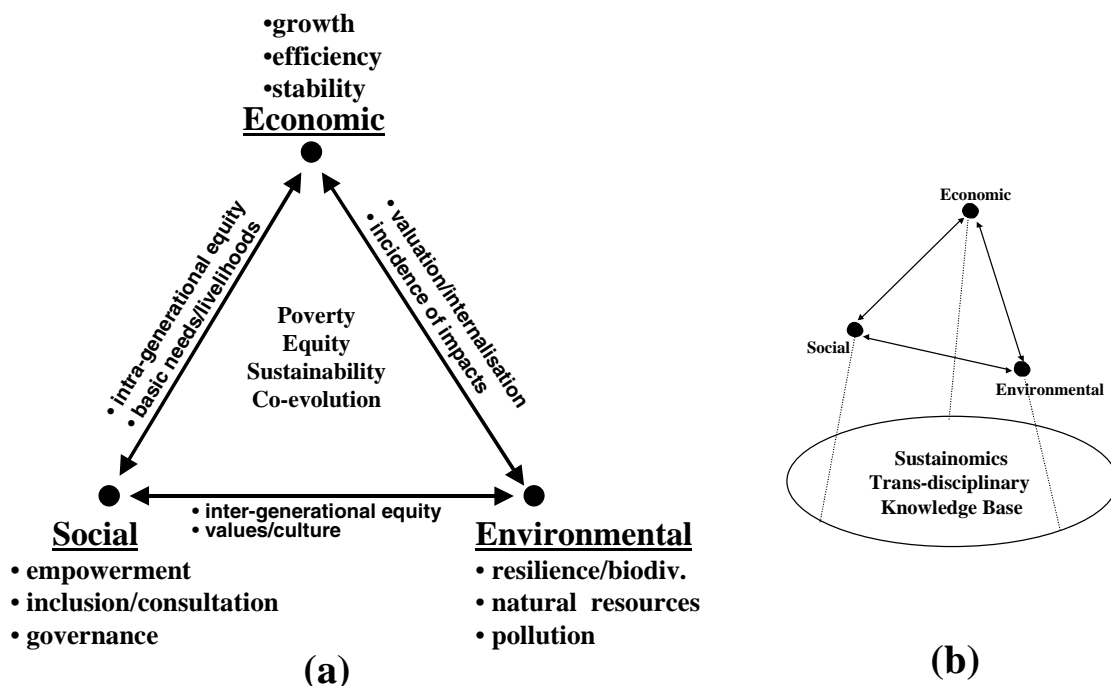 •growth
•efficiency
•stability
Economic
• intra-generational equity
• basic needs/livelihoods
• valuation/internalisation
• incidence of impacts
Poverty
Equity
Sustainability
Co-evolution
• inter-generational equity
• values/culture
Social
• empowerment
• inclusion/consultation
• governance
Environmental
• resilience/biodiv.
• natural resources
• pollution
(a)
Economic
Social
Environmental
Sustainomics
Trans-disciplinary
Knowledge Base
(b)